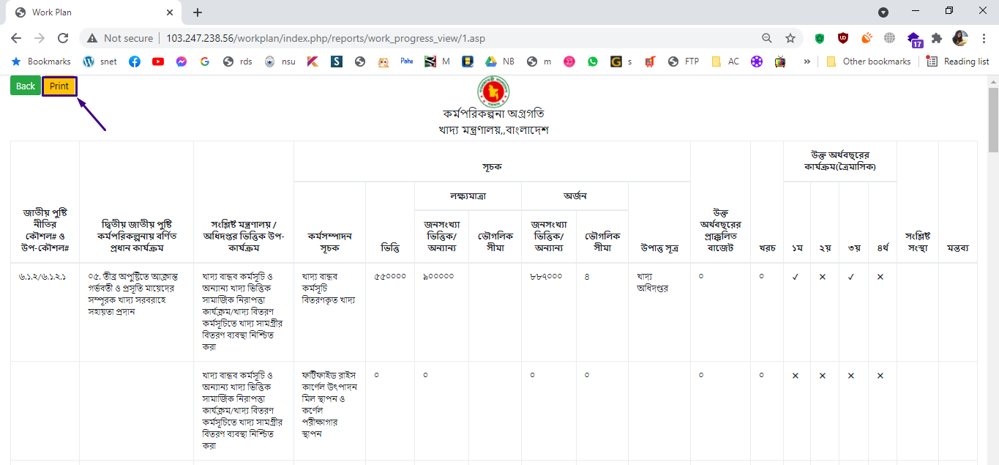 Work Plan
Not secure
103.247.238.56/workplan/index.php/reports/work_progress_view/1.asp
17
Bookmarks
snet
rds
nsu
S
Pathe
M
NB
m
G s
FTP
AC
»
Other bookmarks
Reading list
Back
Print
কর্মপরিকল্পনা অগ্রগতি
খাদ্য মন্ত্রণালয়,,বাংলাদেশ
জাতীয় পুষ্টি
নীতির
কৌশল# ও
উপ-কৌশল#
দ্বিতীয় জাতীয় পুষ্টি
কর্মপরিকল্পনায় বর্ণিত
প্রধান কার্যক্রম
সংশ্লিষ্ট মন্ত্রণালয় /
অধিদপ্তর ভিত্তিক উপ-
কার্যক্রম
সূচক
কর্মসম্পাদন
সূচক
ভিত্তি
লক্ষ্যমাত্রা
জনসংখ্যা
ভিত্তিক/
অন্যান্য
ভৌগলিক
সীমা
অর্জন
জনসংখ্যা
ভিত্তিক/
অন্যান্য
ভৌগলিক
সীমা
উপাত্ত সূত্র
উক্ত
অর্থবছরের
প্রাক্কলিত
বাজেট
খরচ
উক্ত অর্থবছরের
কার্যক্রম(ত্রৈমাসিক)
১ম
২য়
৩য়
৪র্থ
সংশ্লিষ্ট
সংস্থা
মন্তব্য
৬.১.২/৬.১.২.১
০৫. তীব্র অপুষ্টিতে আক্রান্ত
গর্ভবতী ও প্রসূতি মায়েদের
সম্পূরক খাদ্য সরবরাহে
সহায়তা প্রদান
খাদ্য বান্ধব কর্মসূচি ও
অন্যান্য খাদ্য ভিত্তিক
সামাজিক নিরাপত্তা
কার্যক্রম/খাদ্য বিতরণ
কর্মসূচিতে খাদ্য সামগ্রীর
বিতরণ ব্যবস্থা নিশ্চিত
করা
খাদ্য বান্ধব
কর্মসূচি
বিতরণকৃত খাদ্য
৫৫০০০০
৯০০০০০
৮৮৭০০০
৪
খাদ্য
অধিদপ্তর
০
০
✓
✕
✓
✕
খাদ্য বান্ধব কর্মসূচি ও
অন্যান্য খাদ্য ভিত্তিক
সামাজিক নিরাপত্তা
কার্যক্রম/খাদ্য বিতরণ
কর্মসূচিতে খাদ্য সামগ্রীর
বিতরণ ব্যবস্থা নিশ্চিত
করা
ফর্টিফাইড রাইস
কার্ণেল উৎপাদন
মিল স্থাপন ও
কর্ণেল
পরীক্ষাগার
স্থাপন
০
০
০
০
০
০
✕
✕
✕
✕